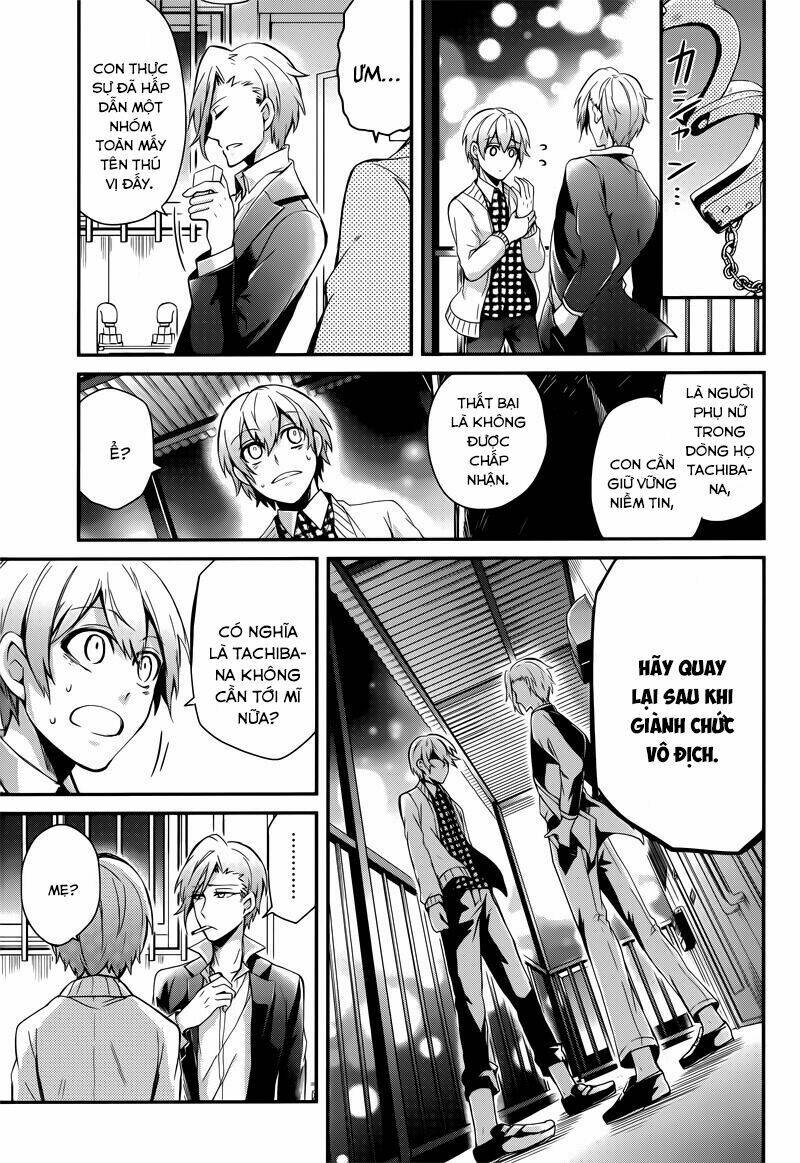 カシャァン
ƯM...
CON THỰC
SỰ ĐÃ HẤP
DẪN MỘT
NHÓM
TOÀN MẤY
TÊN THÚ
VỊ ĐẤY.
LÀ NGƯỜI
PHỤ NỮ
TRONG
DÒNG HỌ
TACHIBA-
NA,
CON CẦN
GIỮ VỮNG
NIỀM TIN,
THẤT BẠI
LÀ KHÔNG
ĐƯỢC
CHẤP
NHẬN.
Ể?
HÃY QUAY
LẠI SAU KHI
GIÀNH CHỨC
VÔ ĐỊCH.
CÓ NGHĨA
LÀ TACHIBA-
NA KHÔNG
CẦN TỚI MĨ
NỮA?
.........
MẸ?